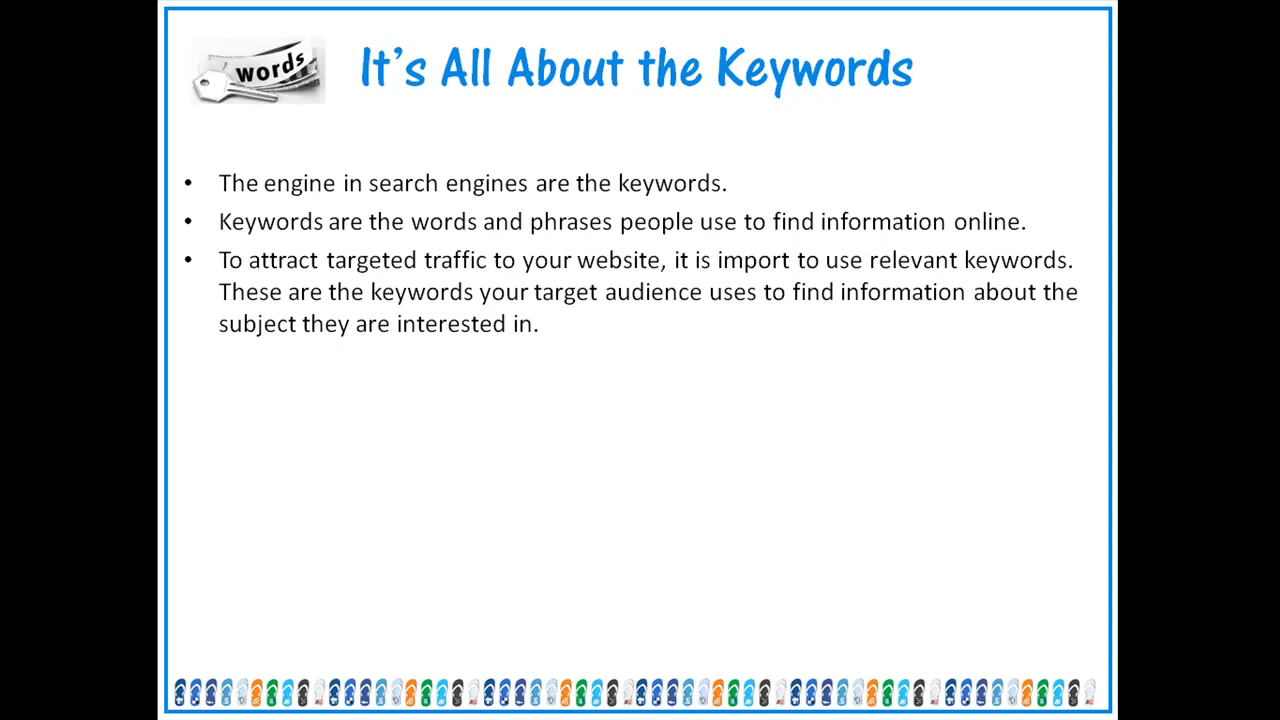 words
It's All About the Keywords
• The engine in search engines are the keywords.
• Keywords are the words and phrases people use to find information online.
• To attract targeted traffic to your website, it is import to use relevant keywords.
These are the keywords your target audience uses to find information about the
subject they are interested in.